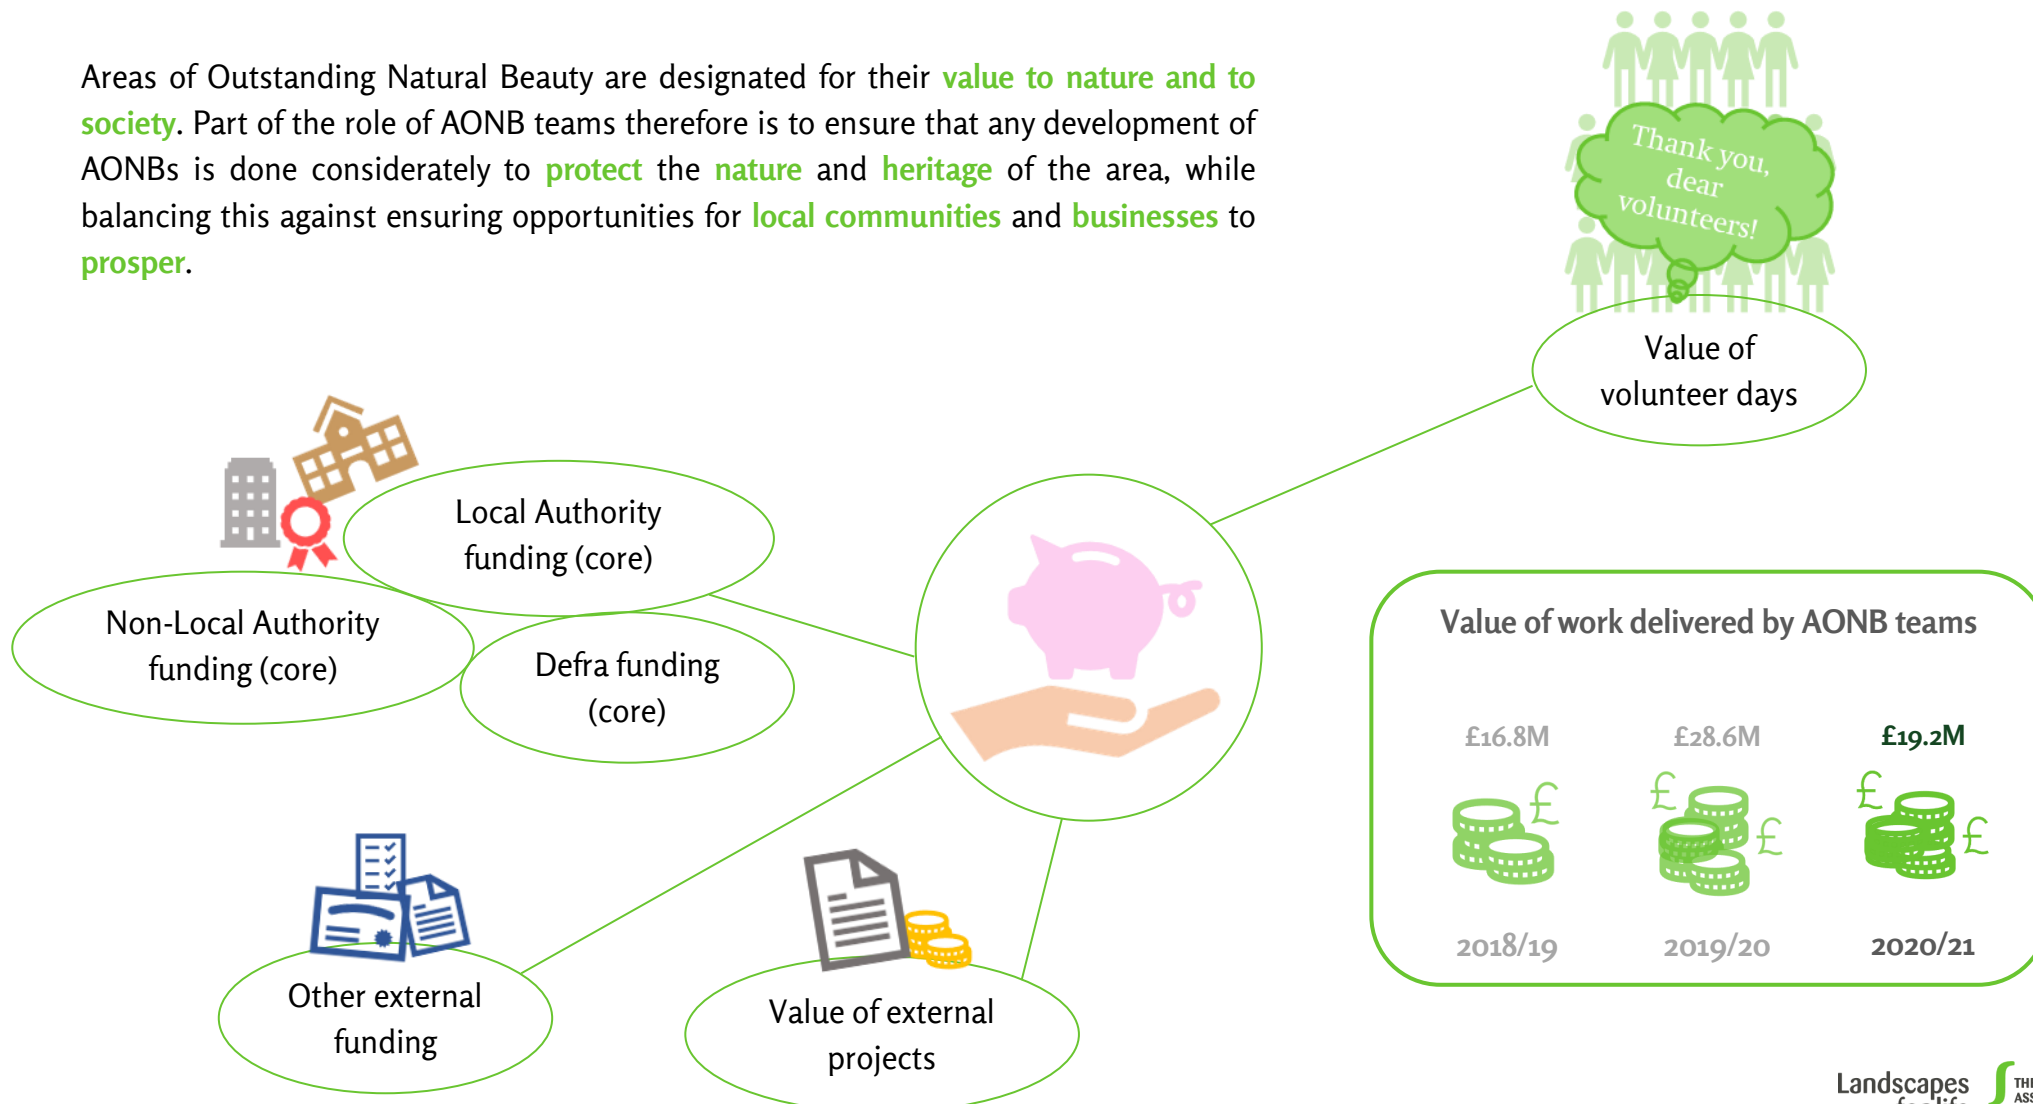 Areas of Outstanding Natural Beauty are designated for their value to nature and to
society. Part of the role of AONB teams therefore is to ensure that any development of
AONBs is done considerately to protect the nature and heritage of the area, while
balancing this against ensuring opportunities for local communities and businesses to
prosper.
Thank you,
dear
volunteers!
Value of
volunteer days
Local Authority
funding (core)
Non-Local Authority
funding (core)
Defra funding
(core)
Other external
funding
Value of external
projects
Value of work delivered by AONB teams
£16.8M £28.6M £19.2M
£ £ £ £ £
2018/19 2019/20 2020/21
Landscapes